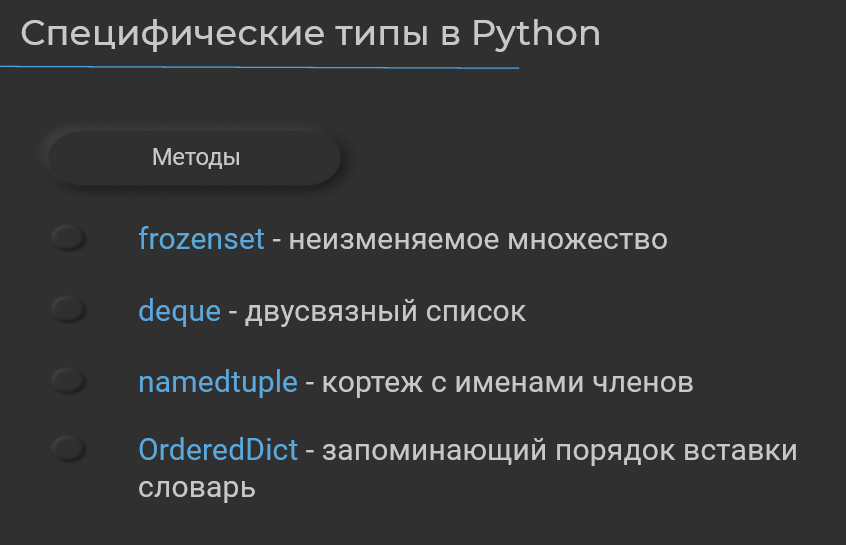 Специфические типы в Python
Методы
frozenset - неизменяемое множество
deque - двусвязный список
namedtuple - кортеж с именами членов
OrderedDict - запоминающий порядок вставки
словарь